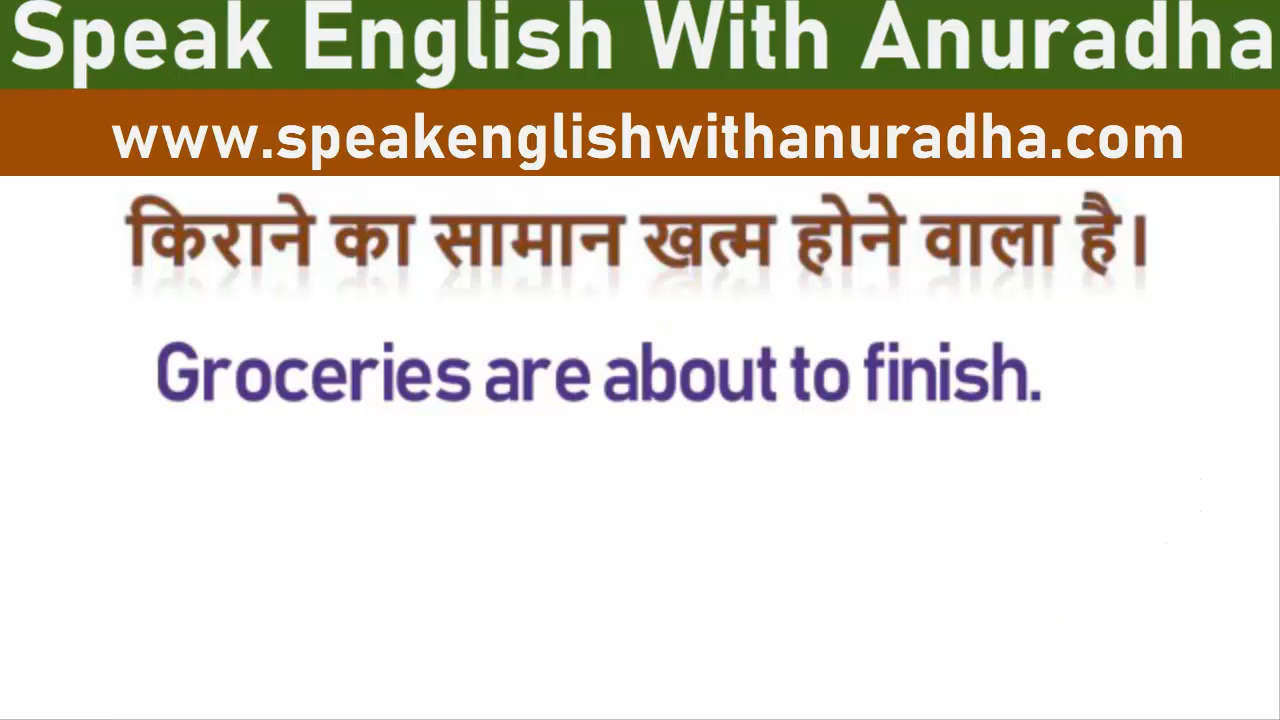 Speak English With Anuradha
www.speakenglishwithanuradha.com
किराने का सामान खत्म होने वाला है।
Groceries are about to finish.